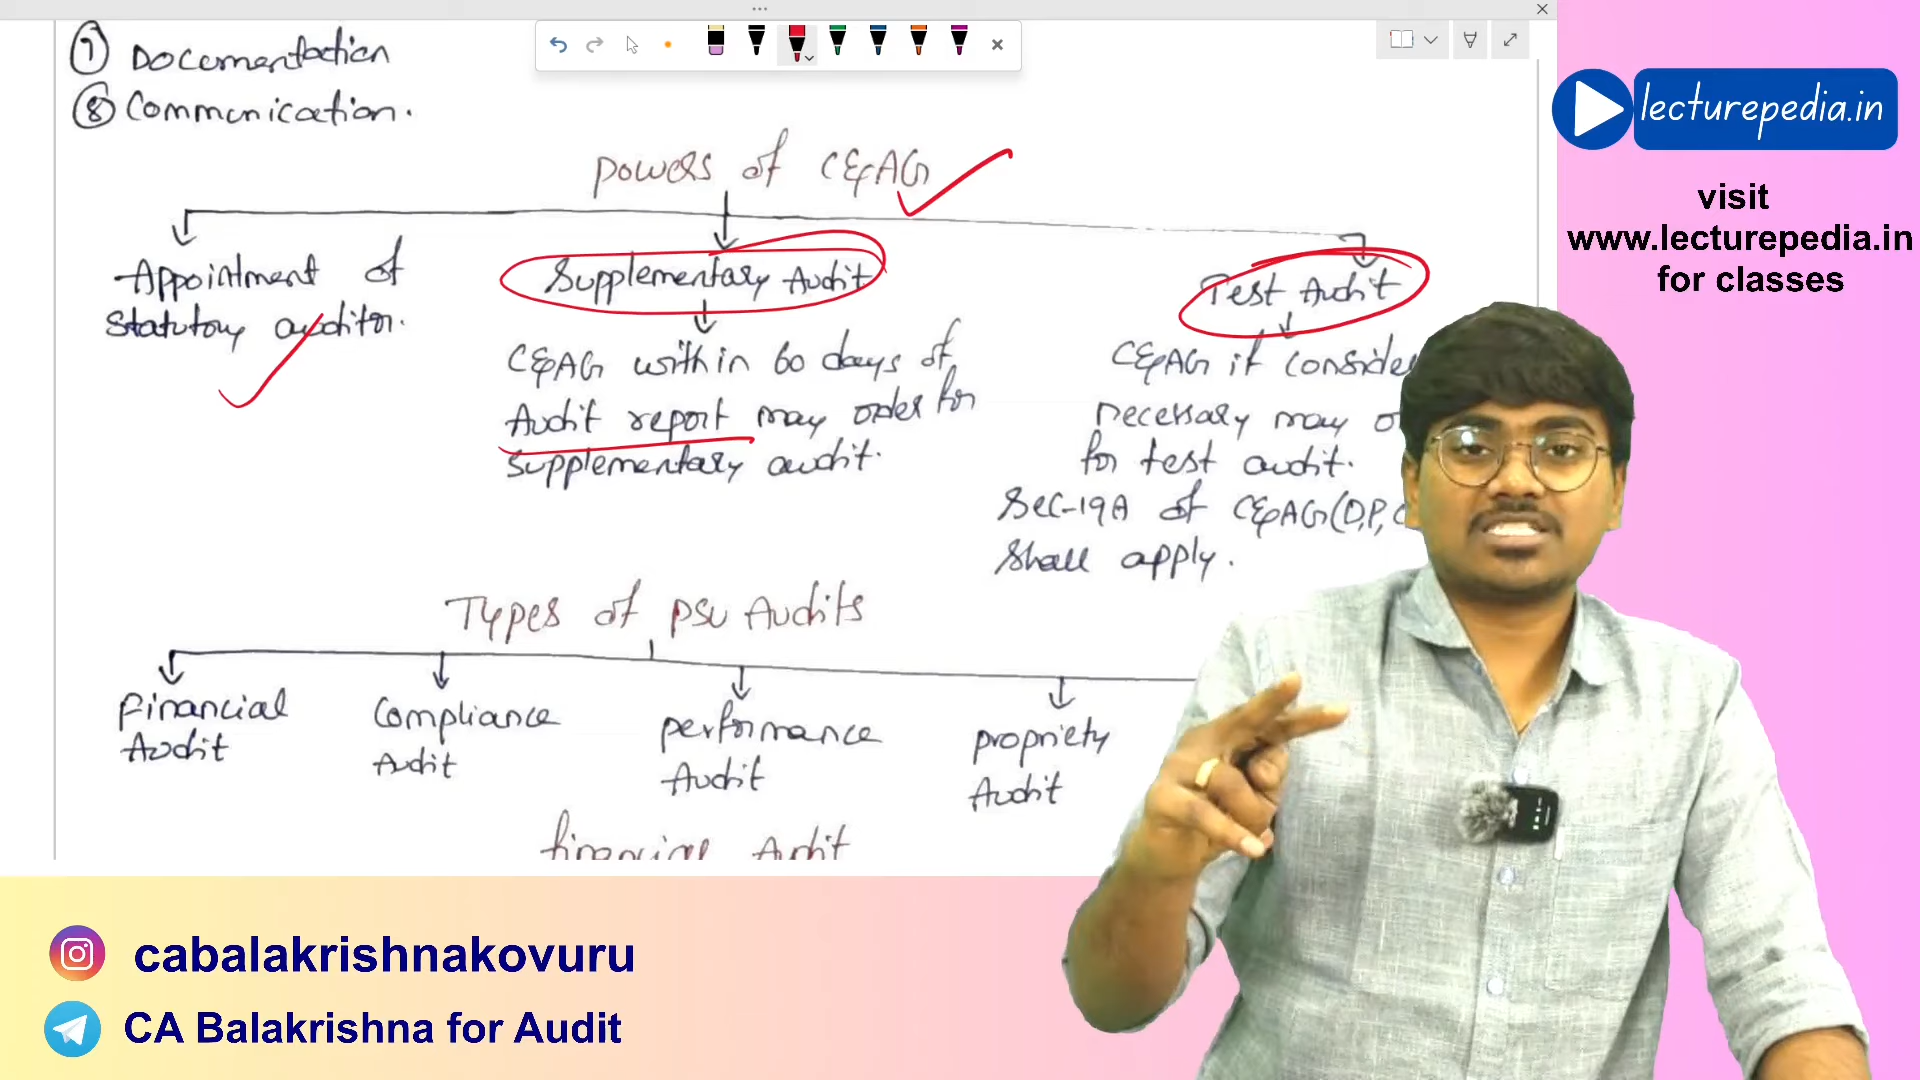 ⑦ Documentation
⑧ Communication.
Powers of C&AG
Appointment of
Statutory auditor.
Supplementary Audit
C&AG within 60 days of
Audit report may order for
supplementary audit.
Test Audit
C&AG if conside
necessary may o
for test audit.
Sec-19A of C&AG(D,P,C
shall apply.
Types of PSU Audits
Financial
Audit
Compliance
Audit
performance
Audit
propriety
Audit
financial Audit
lecturepedia.in
visit
www.lecturepedia.in
for classes
cabalakrishnakovuru
CA Balakrishna for Audit